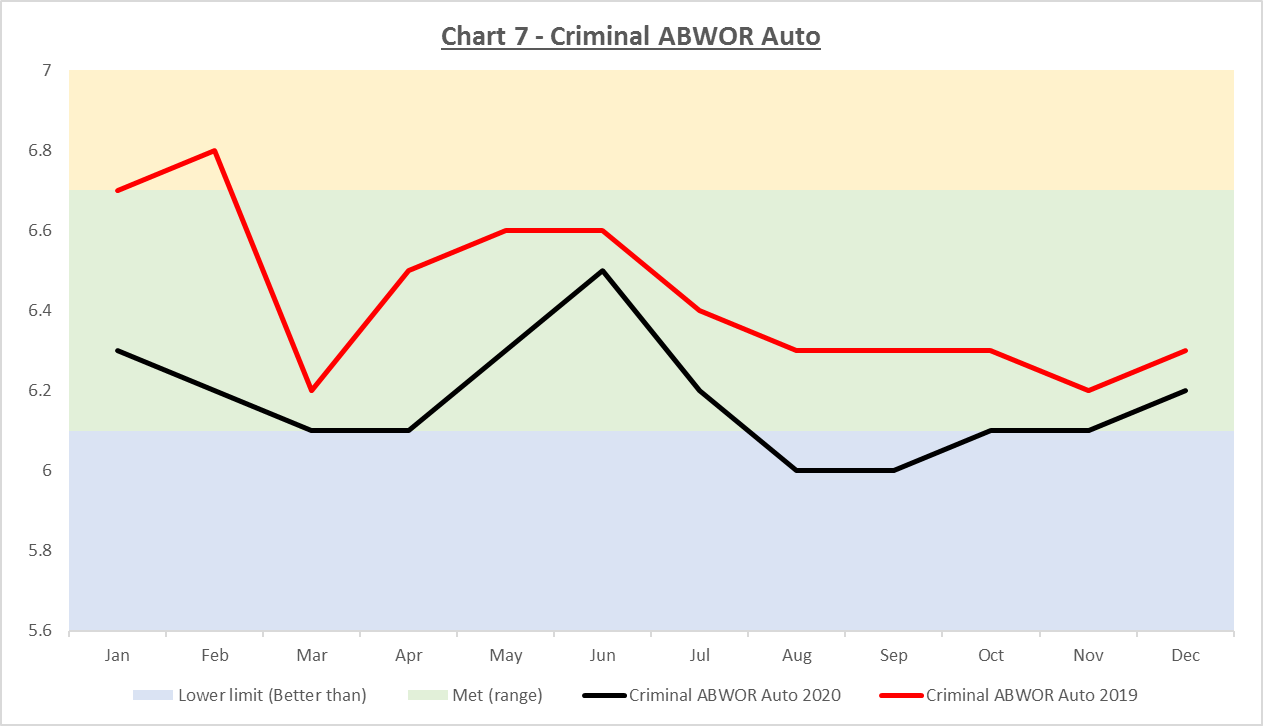 Chart 7 - Criminal ABWOR Auto
7
6.8
6.6
6.4
6.2
6
5.8
5.6
Jan Feb Mar Apr May Jun Jul Aug Sep Oct Nov Dec
Lower limit (Better than) Met (range) Criminal ABWOR Auto 2020 Criminal ABWOR Auto 2019